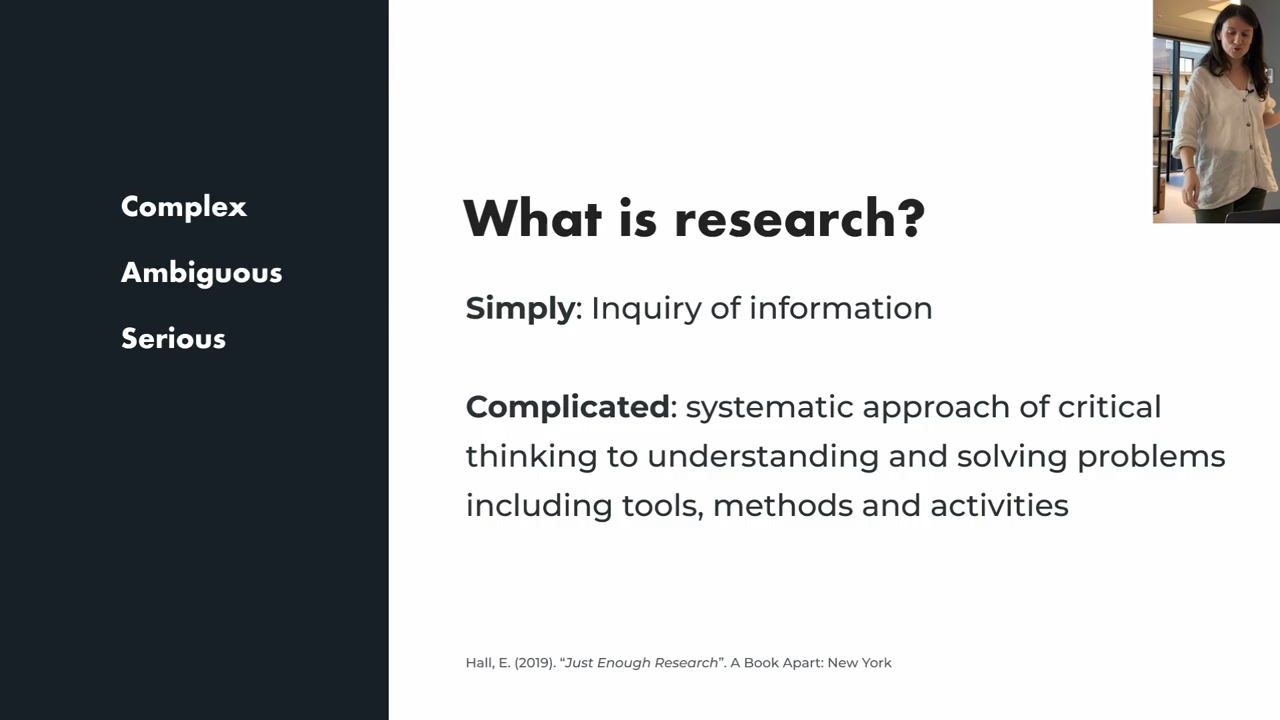 Complex
Ambiguous
Serious
What is research?
Simply: Inquiry of information
Complicated: systematic approach of critical
thinking to understanding and solving problems
including tools, methods and activities
Hall, E. (2019). “Just Enough Research”. A Book Apart: New York